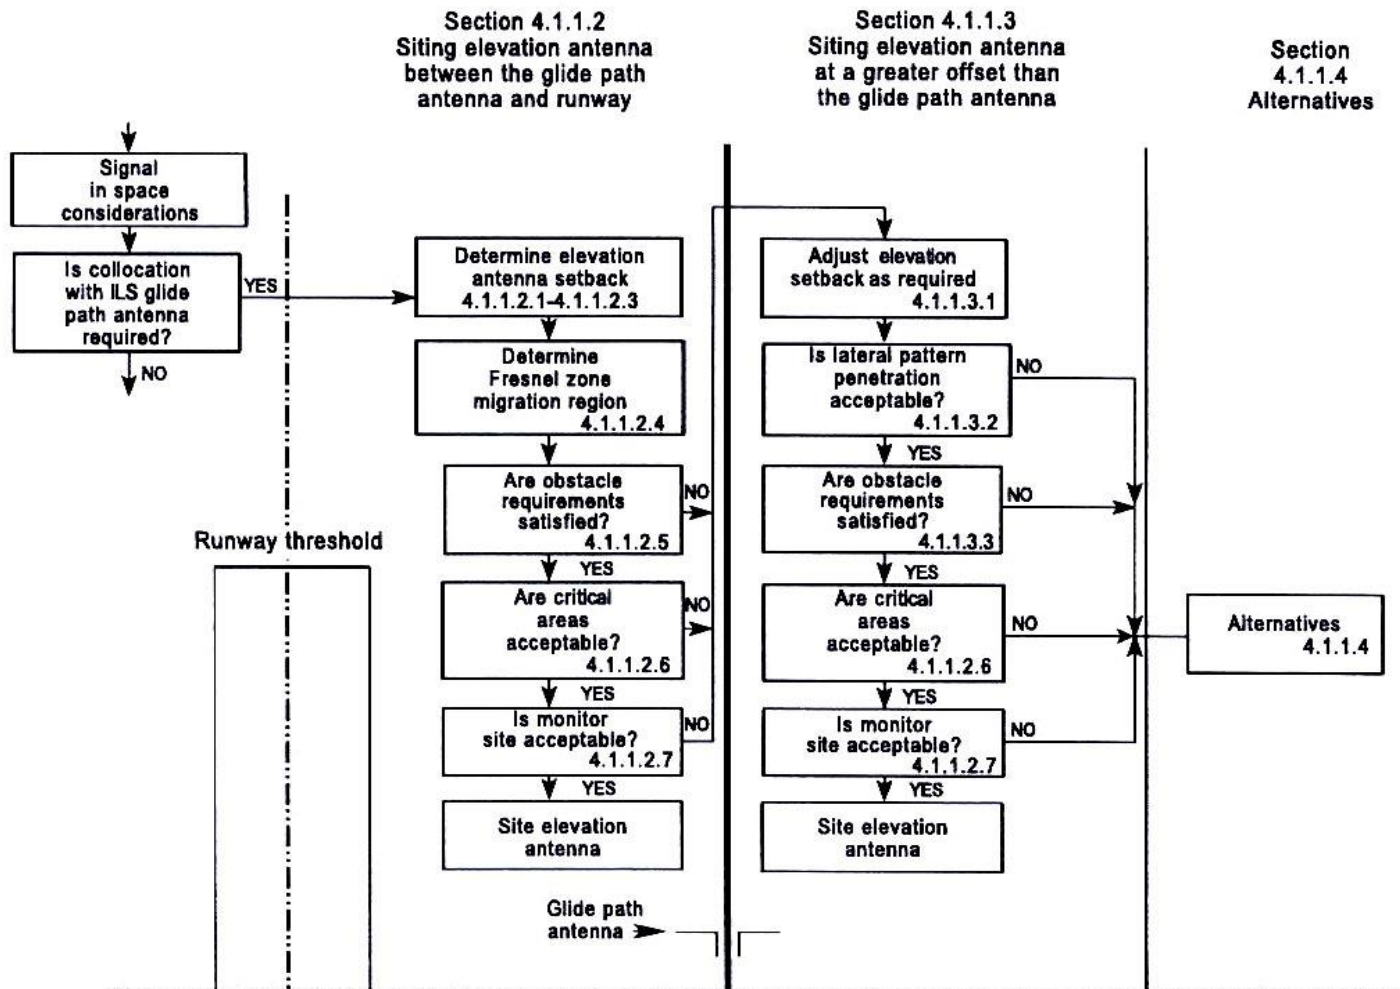 Section 4.1.1.2
Siting elevation antenna
between the glide path
antenna and runway
Section 4.1.1.3
Siting elevation antenna
at a greater offset than
the glide path antenna
Section
4.1.1.4
Alternatives
Signal
in space
considerations
Is collocation
with ILS glide
path antenna
required?
YES
NO
Runway threshold
Determine elevation
antenna setback
4.1.1.2.1-4.1.1.2.3
Determine
Fresnel zone
migration region
4.1.1.2.4
Are obstacle
requirements
satisfied?
4.1.1.2.5
NO
YES
Are critical
areas
acceptable?
4.1.1.2.6
NO
YES
Is monitor
site acceptable?
4.1.1.2.7
NO
YES
Site elevation
antenna
Glide path
antenna
Adjust elevation
setback as required
4.1.1.3.1
Is lateral pattern
penetration
acceptable?
4.1.1.3.2
NO
YES
Are obstacle
requirements
satisfied?
4.1.1.3.3
NO
YES
Are critical
areas
acceptable?
4.1.1.2.6
NO
YES
Is monitor
site acceptable?
4.1.1.2.7
NO
YES
Site elevation
antenna
Alternatives
4.1.1.4